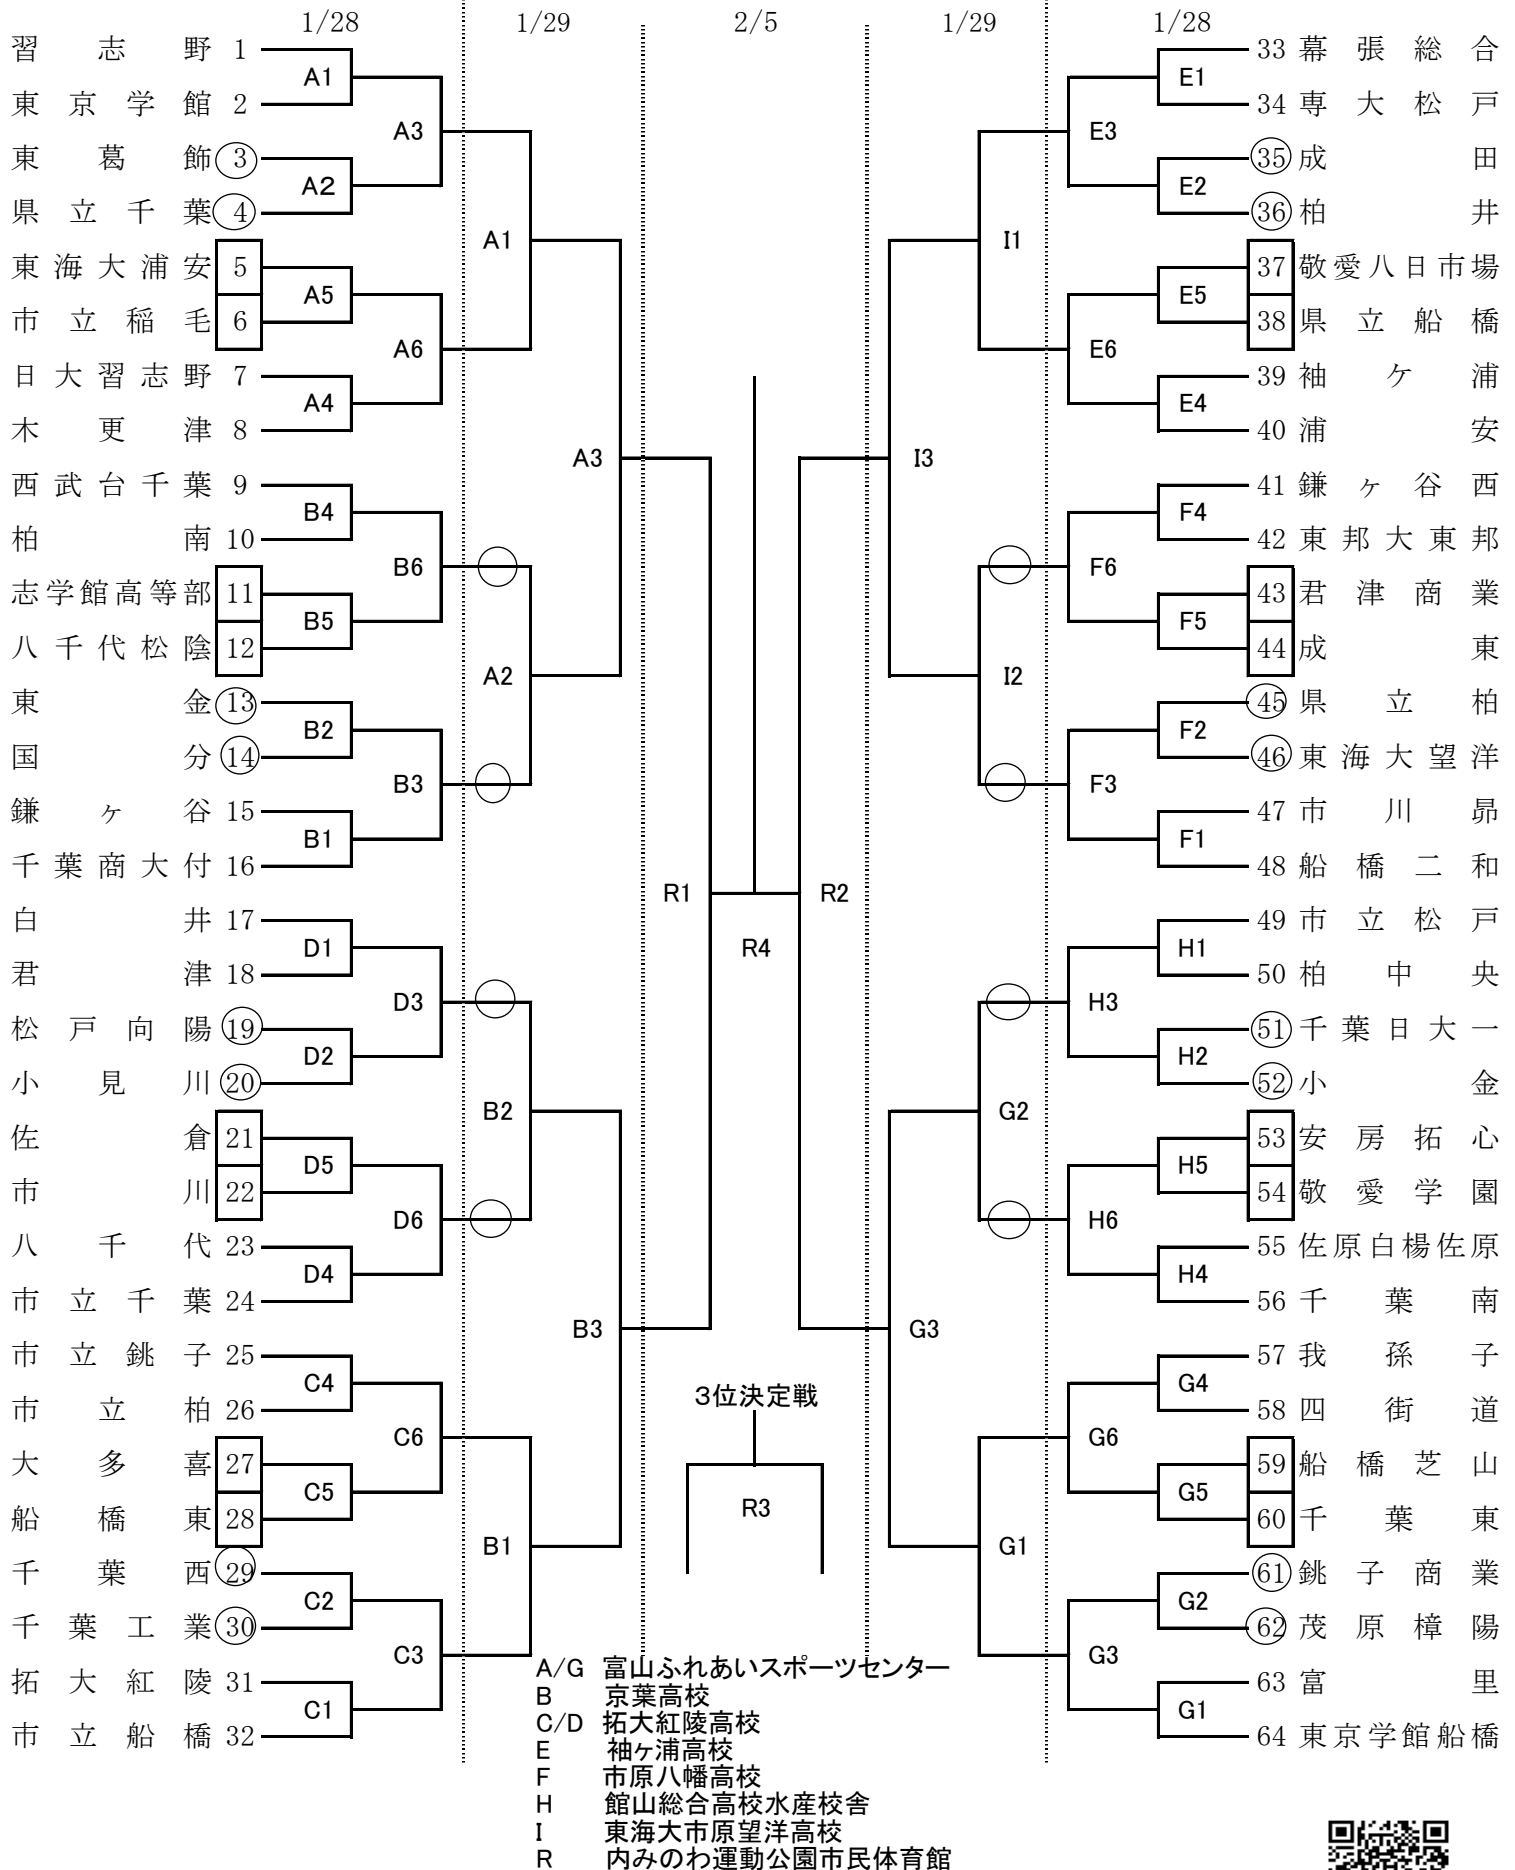 1/28 1/29 2/5 1/29 1/28
習志野 1
東京学館 2
東葛飾 3
県立千葉 4
東海大浦安 5
市立稲毛 6
日大習志野 7
木更津 8
西武台千葉 9
柏南 10
志学館高等部 11
八千代松陰 12
東金 13
国分 14
鎌ヶ谷 15
千葉商大付 16
白井 17
君津 18
松戸向陽 19
小見川 20
佐倉 21
市川 22
八千代 23
市立千葉 24
市立銚子 25
市立柏 26
大多喜 27
船橋東 28
千葉西 29
千葉工業 30
拓大紅陵 31
市立船橋 32
A1
A2
A5
A4
B4
B5
B2
B1
D1
D2
D5
D4
C4
C5
C2
C1
A3
A6
B6
B3
D3
D6
C6
C3
A1
A2
B2
B1
A3
B3
R1
R4
R2
3位決定戦
R3
I3
G3
I1
I2
G2
G1
E3
E6
F6
F3
H3
H6
G6
G3
E1
E2
E5
E4
F4
F5
F2
F1
H1
H2
H5
H4
G4
G5
G2
G1
33 幕張総合
34 専大松戸
35 成田
36 柏井
37 敬愛八日市場
38 県立船橋
39 袖ケ浦
40 浦安
41 鎌ヶ谷西
42 東邦大東邦
43 君津商業
44 成東
45 県立柏
46 東海大望洋
47 市川昴
48 船橋二和
49 市立松戸
50 柏中央
51 千葉日大一
52 小金
53 安房拓心
54 敬愛学園
55 佐原白楊佐原
56 千葉南
57 我孫子
58 四街道
59 船橋芝山
60 千葉東
61 銚子商業
62 茂原樟陽
63 富里
64 東京学館船橋
A/G 富山ふれあいスポーツセンター
B 京葉高校
C/D 拓大紅陵高校
E 袖ヶ浦高校
F 市原八幡高校
H 館山総合高校水産校舎
I 東海大市原望洋高校
R 内みのわ運動公園市民体育館